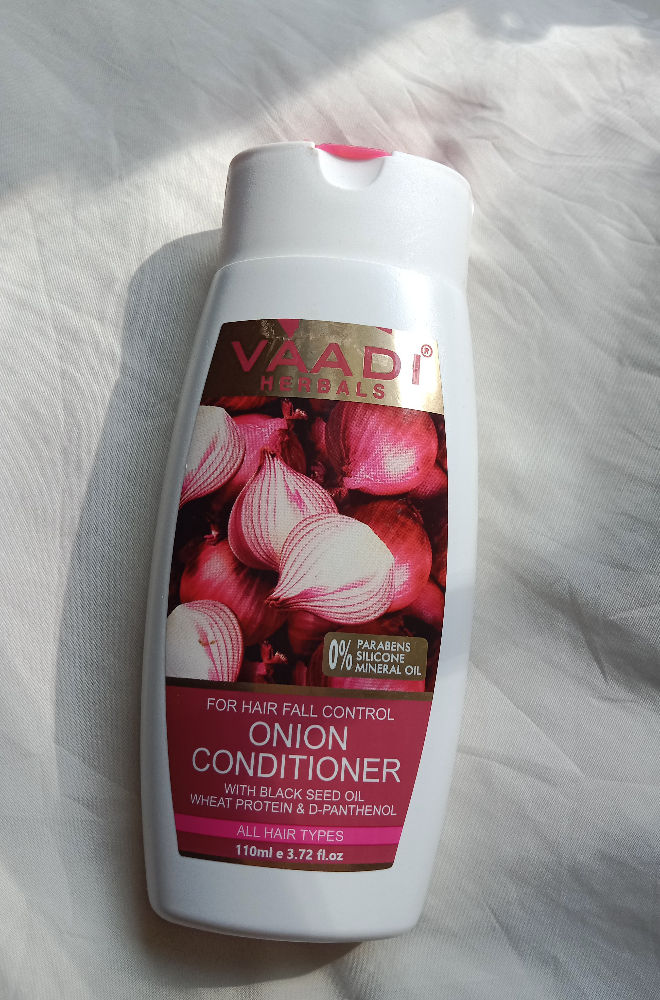 VAADI®
HERBALS
0% PARABENS
SILICONE
MINERAL OIL
FOR HAIR FALL CONTROL
ONION
CONDITIONER
WITH BLACK SEED OIL
WHEAT PROTEIN & D-PANTHENOL
ALL HAIR TYPES
110ml e 3.72 fl.oz